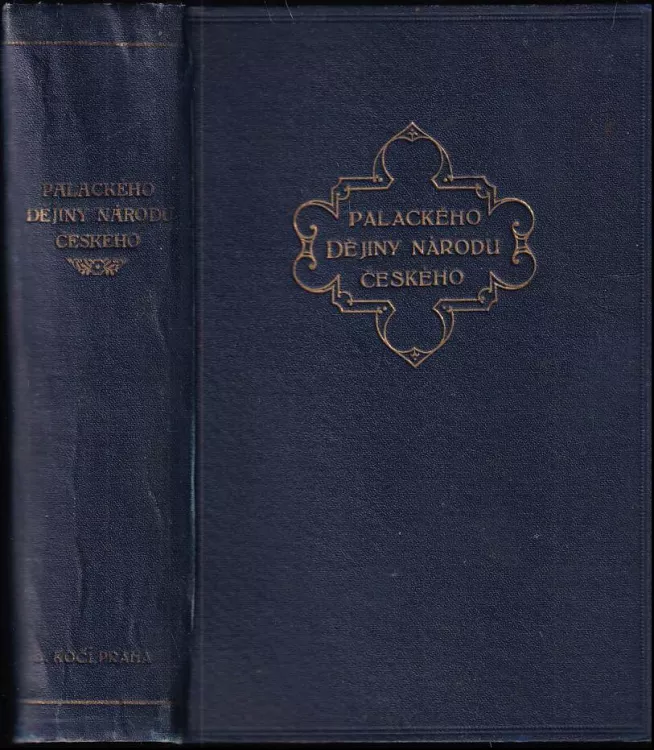 PALACKÉHO
DĚJINY NÁRODU
ČESKÉHO
KOČÍ, PRAHA
PALACKÉHO
DĚJINY NÁRODU
ČESKÉHO